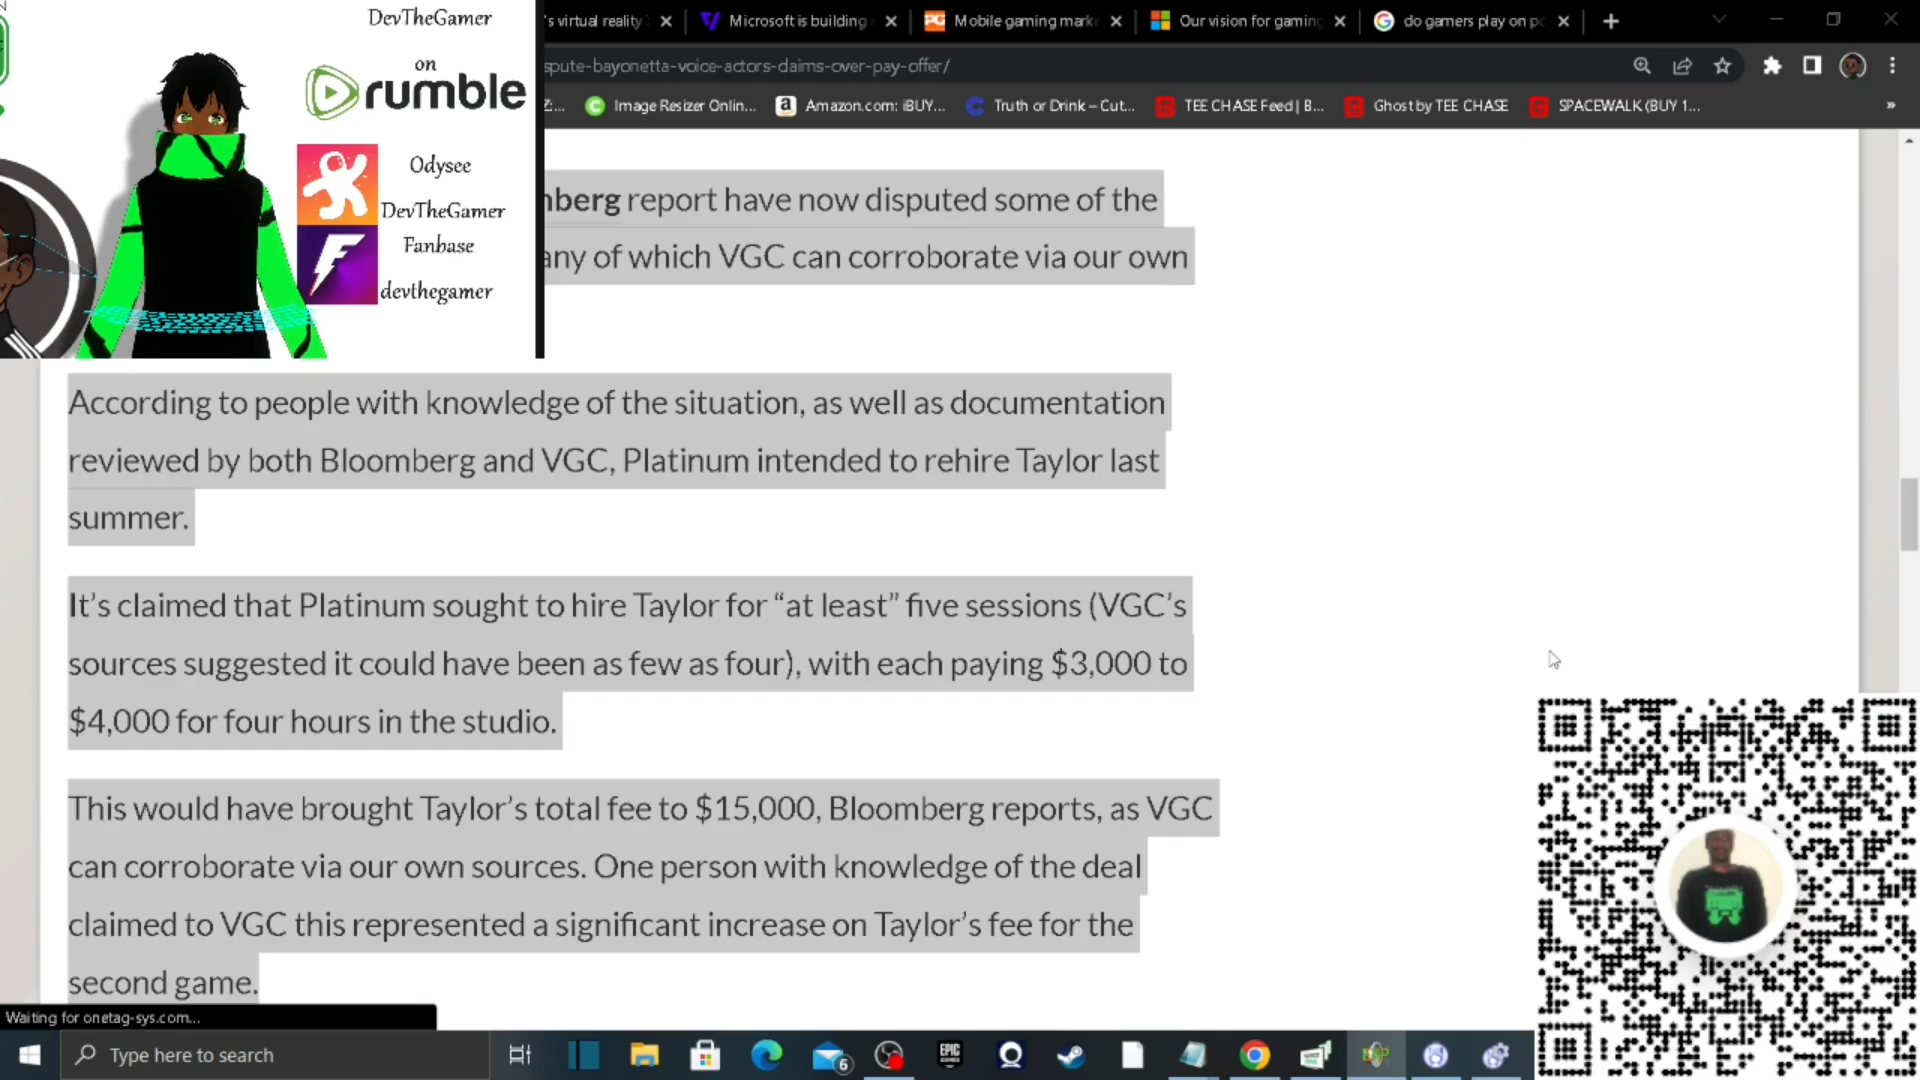 DevTheGamer
on
rumble
Odysee
DevTheGamer
Fanbase
devthegamer
's virtual reality
Microsoft is building
Mobile gaming mark
Our vision for gaming
do gamers play on pc
spute-bayonetta-voice-actors-claims-over-pay-offer/
Z:...
Image Resizer Onlin...
Amazon.com: iBUY...
Truth or Drink – Cut...
TEE CHASE Feed | B...
Ghost by TEE CHASE
SPACEWALK (BUY 1...
»
nberg report have now disputed some of the
any of which VGC can corroborate via our own
According to people with knowledge of the situation, as well as documentation
reviewed by both Bloomberg and VGC, Platinum intended to rehire Taylor last
summer.
It's claimed that Platinum sought to hire Taylor for “at least” five sessions (VGC's
sources suggested it could have been as few as four), with each paying $3,000 to
$4,000 for four hours in the studio.
This would have brought Taylor's total fee to $15,000, Bloomberg reports, as VGC
can corroborate via our own sources. One person with knowledge of the deal
claimed to VGC this represented a significant increase on Taylor's fee for the
second game.
Waiting for onetag-sys.com...
Type here to search
6
EPIC
GAMES